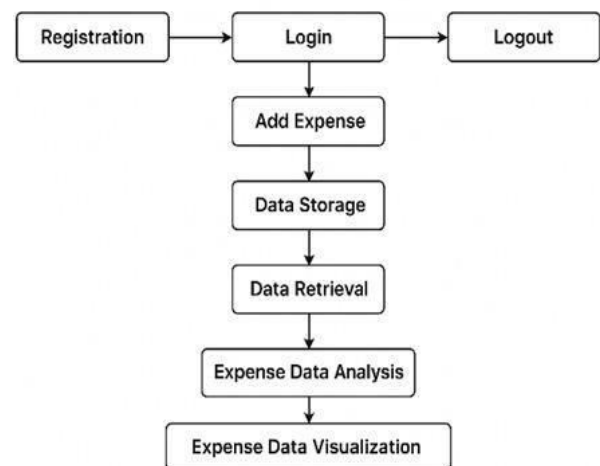 Registration
Login
Logout
Add Expense
Data Storage
Data Retrieval
Expense Data Analysis
Expense Data Visualization